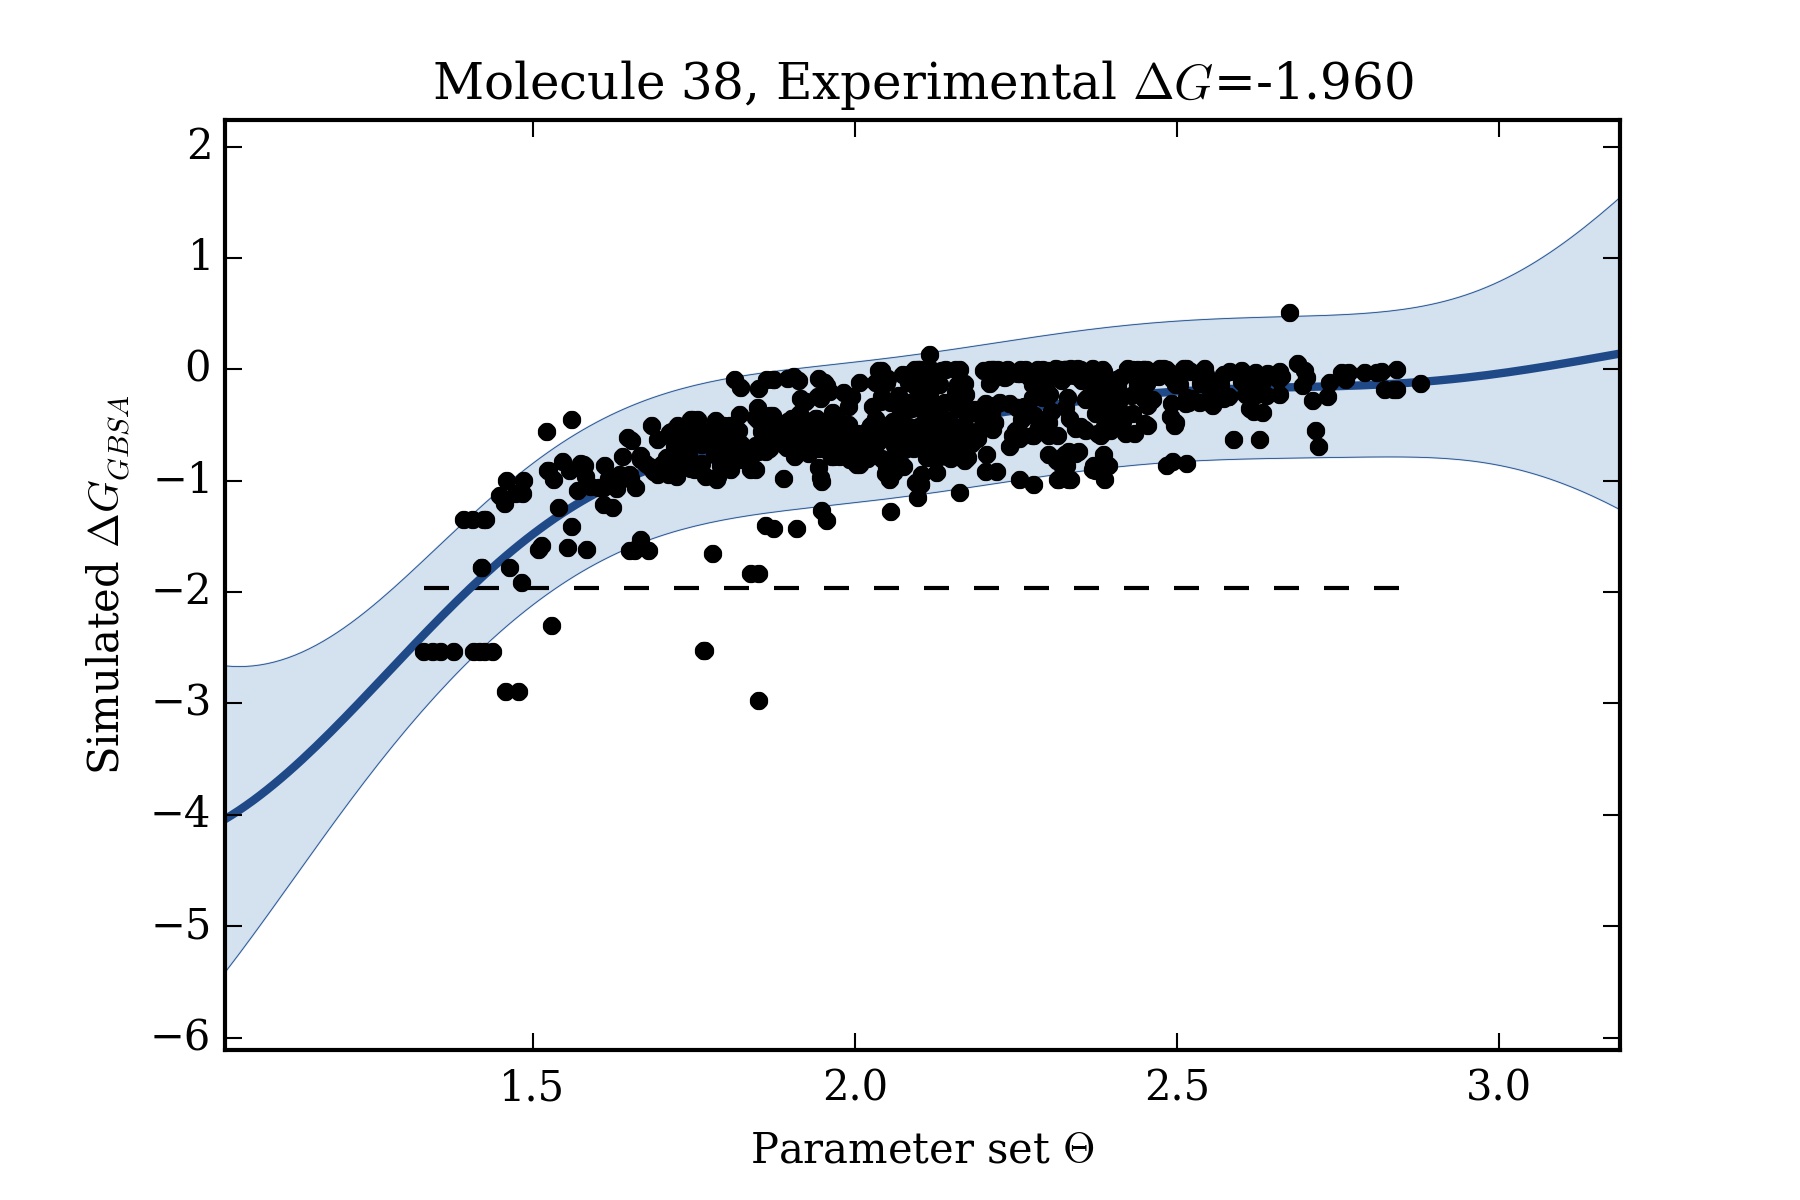 Molecule 38, Experimental ΔG=-1.960
2
1
0
−1
−2
−3
−4
−5
−6
Simulated ΔG_GBSA
1.5 2.0 2.5 3.0
Parameter set Θ